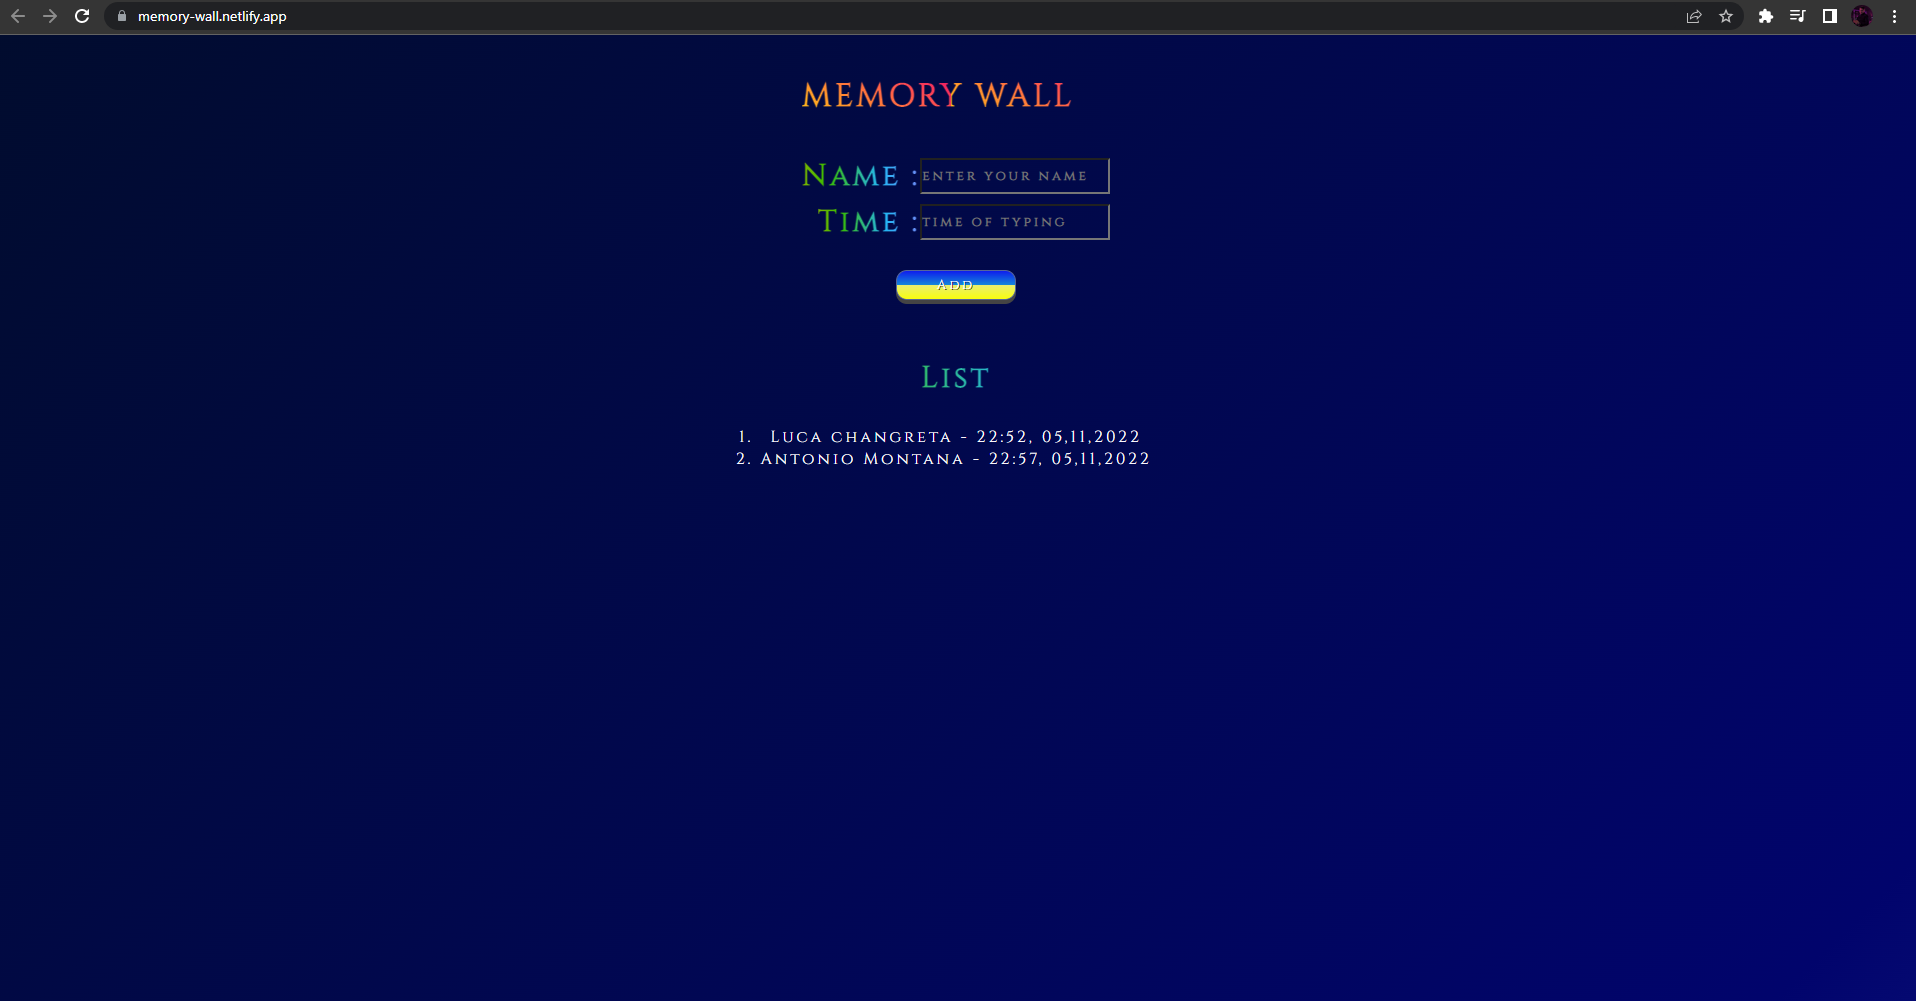 memory-wall.netlify.app
MEMORY WALL
Name :
enter your name
Time :
time of typing
Add
List
1. Luca changreta - 22:52, 05,11,2022
2. Antonio Montana - 22:57, 05,11,2022